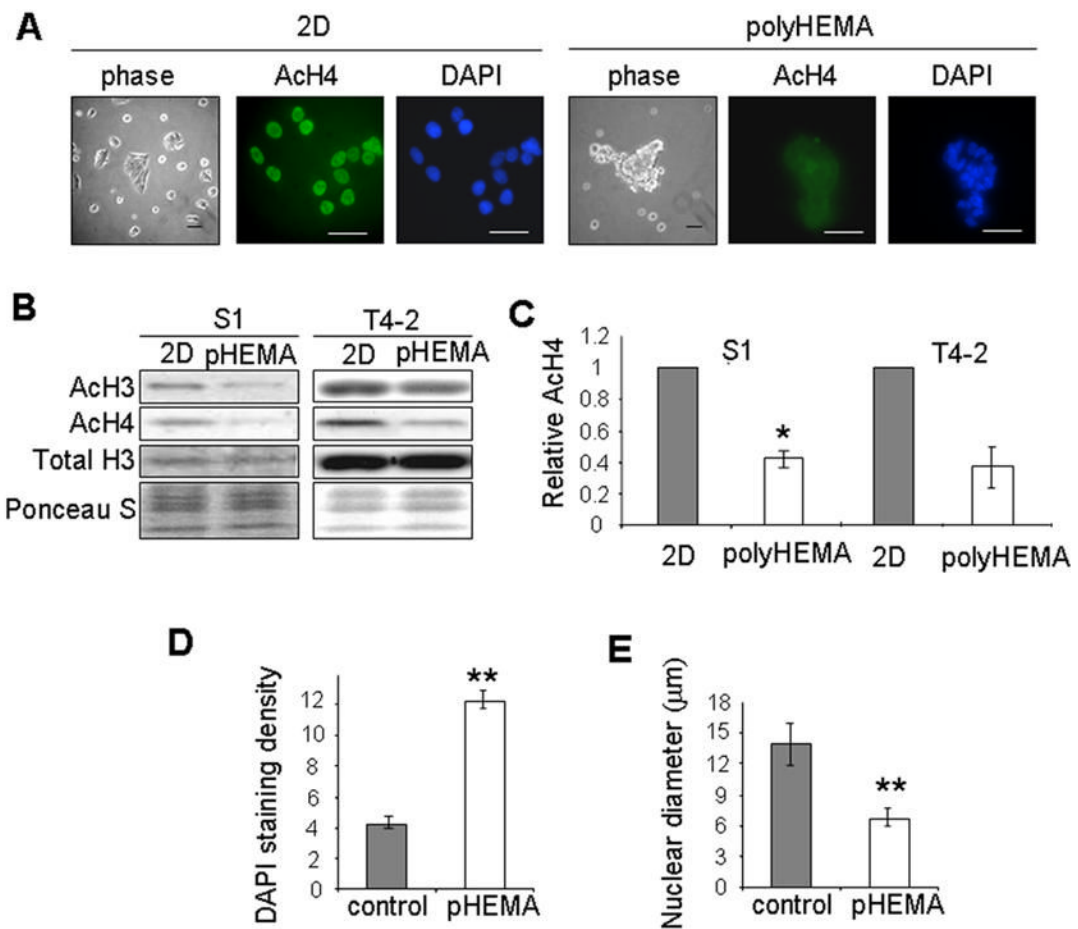 A
2D
polyHEMA
phase AcH4 DAPI phase AcH4 DAPI
B
S1 T4-2
2D pHEMA 2D pHEMA
AcH3
AcH4
Total H3
Ponceau S
C
Relative AcH4
1.2
1
0.8
0.6
0.4
0.2
0
S1 T4-2
*
2D polyHEMA 2D polyHEMA
D
DAPI staining density
12
10
8
6
4
2
0
**
control pHEMA
E
Nuclear diameter (μm)
18
15
12
9
6
3
0
**
control pHEMA